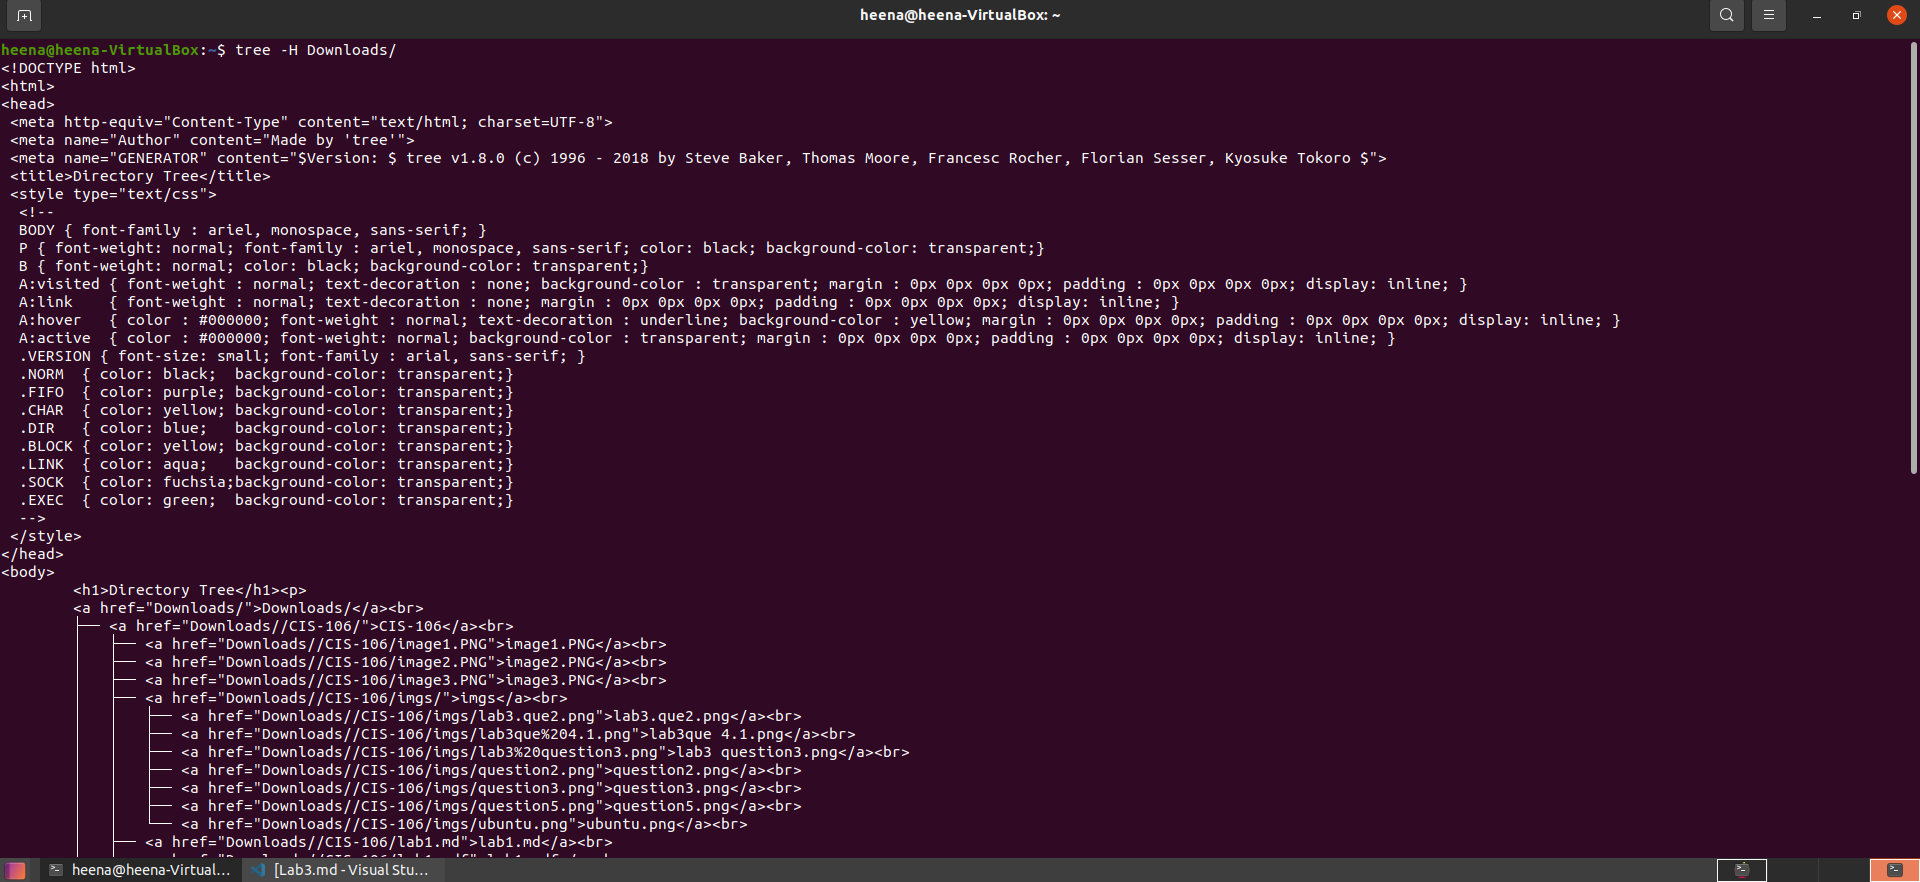 heena@heena-VirtualBox: ~
heena@heena-VirtualBox:~$ tree -H Downloads/
<!DOCTYPE html>
<html>
<head>
 <meta http-equiv="Content-Type" content="text/html; charset=UTF-8">
 <meta name="Author" content="Made by 'tree'">
 <meta name="GENERATOR" content="$Version: $ tree v1.8.0 (c) 1996 - 2018 by Steve Baker, Thomas Moore, Francesc Rocher, Florian Sesser, Kyosuke Tokoro $">
 <title>Directory Tree</title>
 <style type="text/css">
  <!--
  BODY { font-family : ariel, monospace, sans-serif; }
  P { font-weight: normal; font-family : ariel, monospace, sans-serif; color: black; background-color: transparent;}
  B { font-weight: normal; color: black; background-color: transparent;}
  A:visited { font-weight : normal; text-decoration : none; background-color : transparent; margin : 0px 0px 0px 0px; padding : 0px 0px 0px 0px; display: inline; }
  A:link    { font-weight : normal; text-decoration : none; margin : 0px 0px 0px 0px; padding : 0px 0px 0px 0px; display: inline; }
  A:hover   { color : #000000; font-weight : normal; text-decoration : underline; background-color : yellow; margin : 0px 0px 0px 0px; padding : 0px 0px 0px 0px; display: inline; }
  A:active  { color : #000000; font-weight: normal; background-color : transparent; margin : 0px 0px 0px 0px; padding : 0px 0px 0px 0px; display: inline; }
  .VERSION { font-size: small; font-family : arial, sans-serif; }
  .NORM  { color: black;  background-color: transparent;}
  .FIFO  { color: purple; background-color: transparent;}
  .CHAR  { color: yellow; background-color: transparent;}
  .DIR   { color: blue;   background-color: transparent;}
  .BLOCK { color: yellow; background-color: transparent;}
  .LINK  { color: aqua;   background-color: transparent;}
  .SOCK  { color: fuchsia;background-color: transparent;}
  .EXEC  { color: green;  background-color: transparent;}
  -->
 </style>
</head>
<body>
        <h1>Directory Tree</h1><p>
        <a href="Downloads/">Downloads/</a><br>
        ├── <a href="Downloads//CIS-106/">CIS-106</a><br>
        │   ├── <a href="Downloads//CIS-106/image1.PNG">image1.PNG</a><br>
        │   ├── <a href="Downloads//CIS-106/image2.PNG">image2.PNG</a><br>
        │   ├── <a href="Downloads//CIS-106/image3.PNG">image3.PNG</a><br>
        │   ├── <a href="Downloads//CIS-106/imgs/">imgs</a><br>
        │   │   ├── <a href="Downloads//CIS-106/imgs/lab3.que2.png">lab3.que2.png</a><br>
        │   │   ├── <a href="Downloads//CIS-106/imgs/lab3que%204.1.png">lab3que 4.1.png</a><br>
        │   │   ├── <a href="Downloads//CIS-106/imgs/lab3%20question3.png">lab3 question3.png</a><br>
        │   │   ├── <a href="Downloads//CIS-106/imgs/question2.png">question2.png</a><br>
        │   │   ├── <a href="Downloads//CIS-106/imgs/question3.png">question3.png</a><br>
        │   │   ├── <a href="Downloads//CIS-106/imgs/question5.png">question5.png</a><br>
        │   │   └── <a href="Downloads//CIS-106/imgs/ubuntu.png">ubuntu.png</a><br>
        │   ├── <a href="Downloads//CIS-106/lab1.md">lab1.md</a><br>
heena@heena-Virtual... [Lab3.md - Visual Stu...